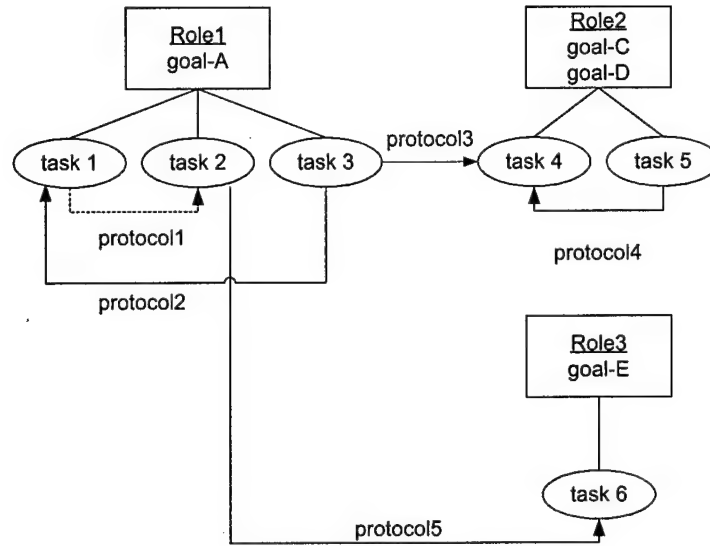 Role1
goal-A
Role2
goal-C
goal-D
task 1
task 2
task 3
protocol3
task 4
task 5
protocol1
protocol2
protocol4
Role3
goal-E
task 6
protocol5